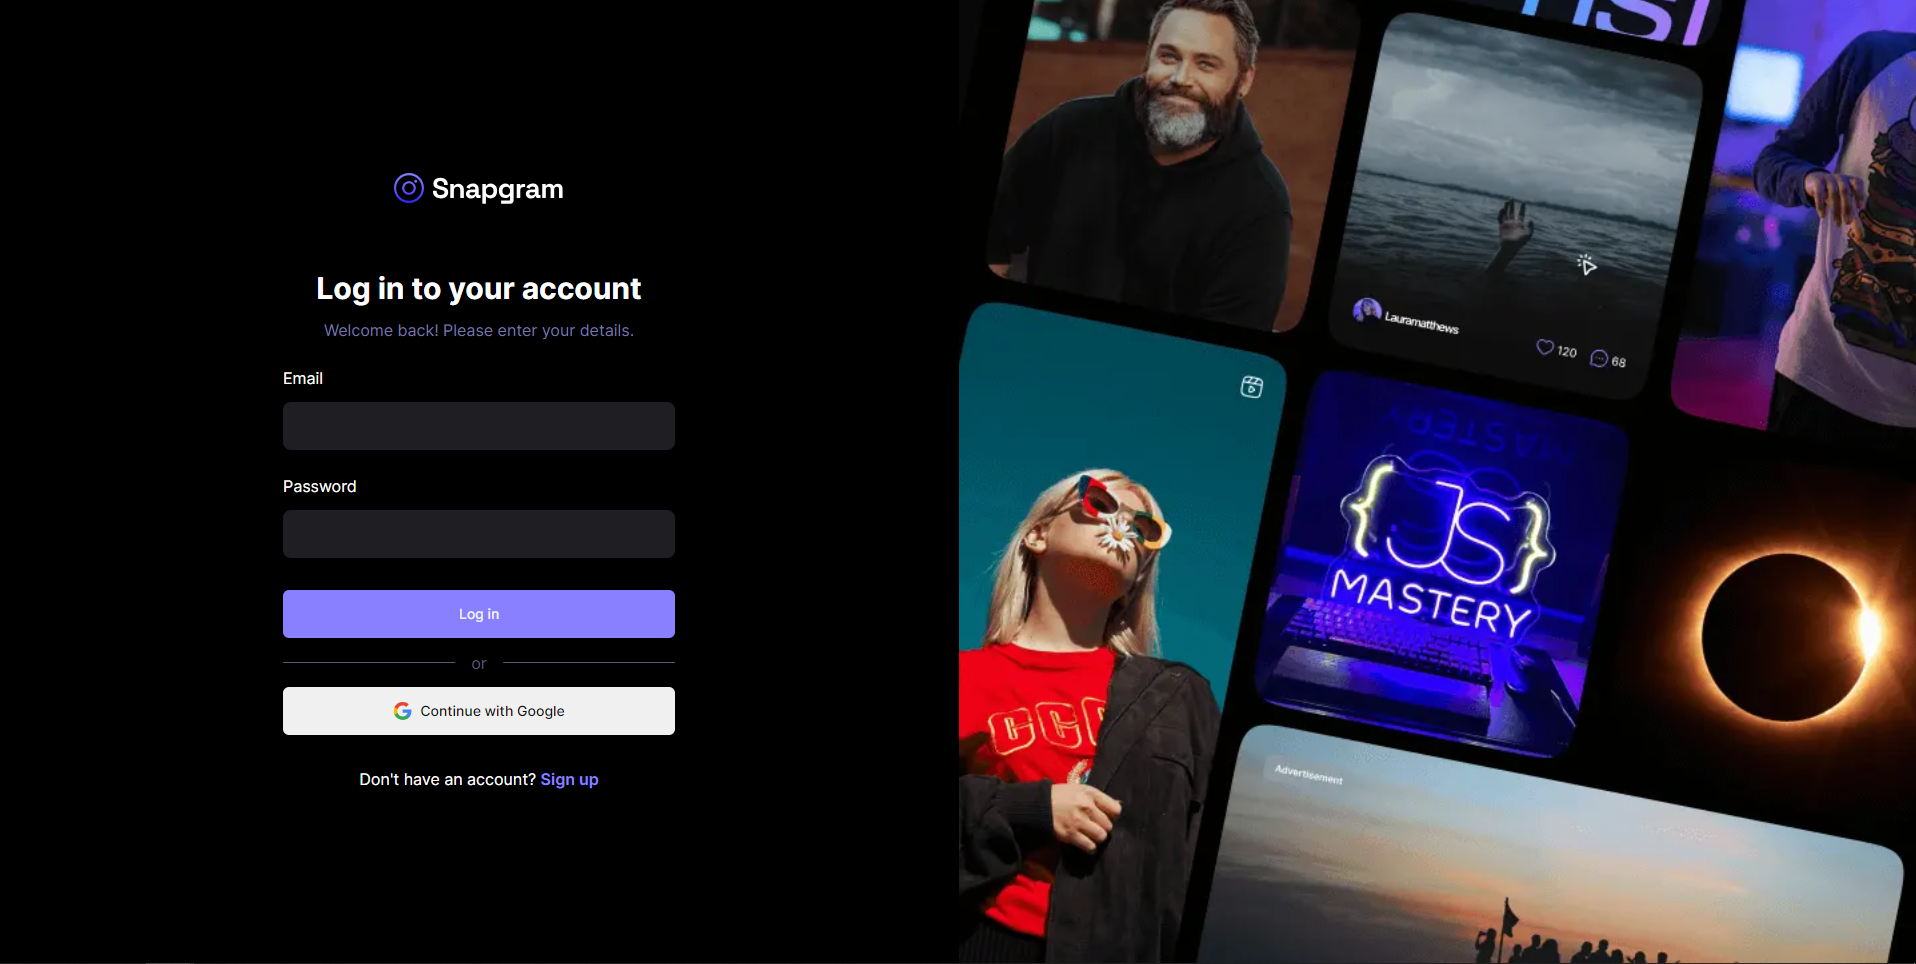 Snapgram
Log in to your account
Welcome back! Please enter your details.
Email
Password
Log in
or
Continue with Google
Don't have an account? Sign up
Lauramatthews
120
68
MASTERY
{JS}
MASTERY
Advertisement